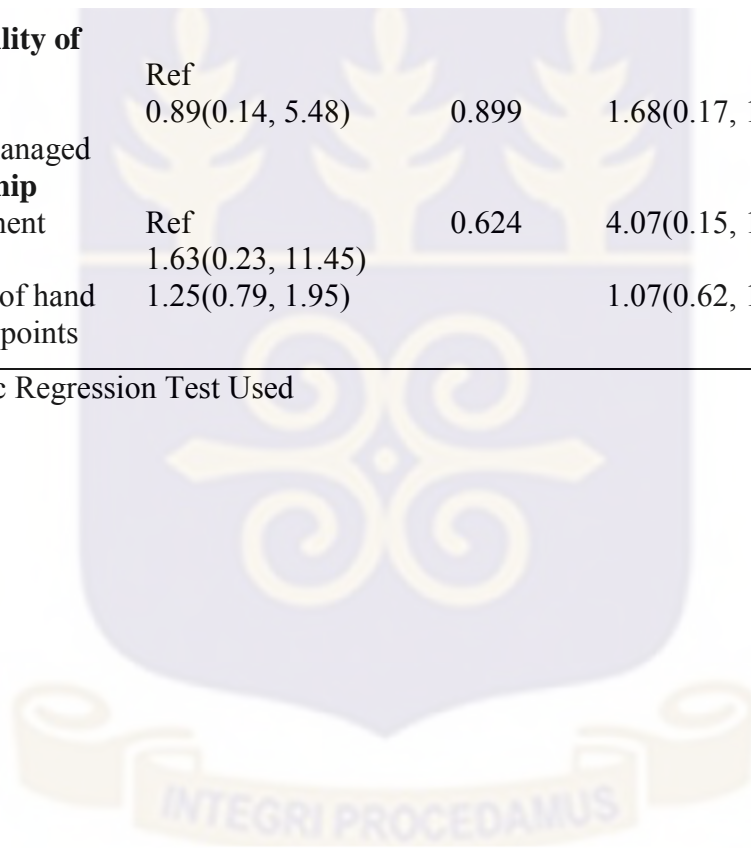 lity of
Ref
0.89(0.14, 5.48) 0.899 1.68(0.17, 
anaged
hip
nent Ref 0.624 4.07(0.15, 
1.63(0.23, 11.45)
of hand 1.25(0.79, 1.95) 1.07(0.62, 
points
c Regression Test Used
INTEGRI PROCEDAMUS